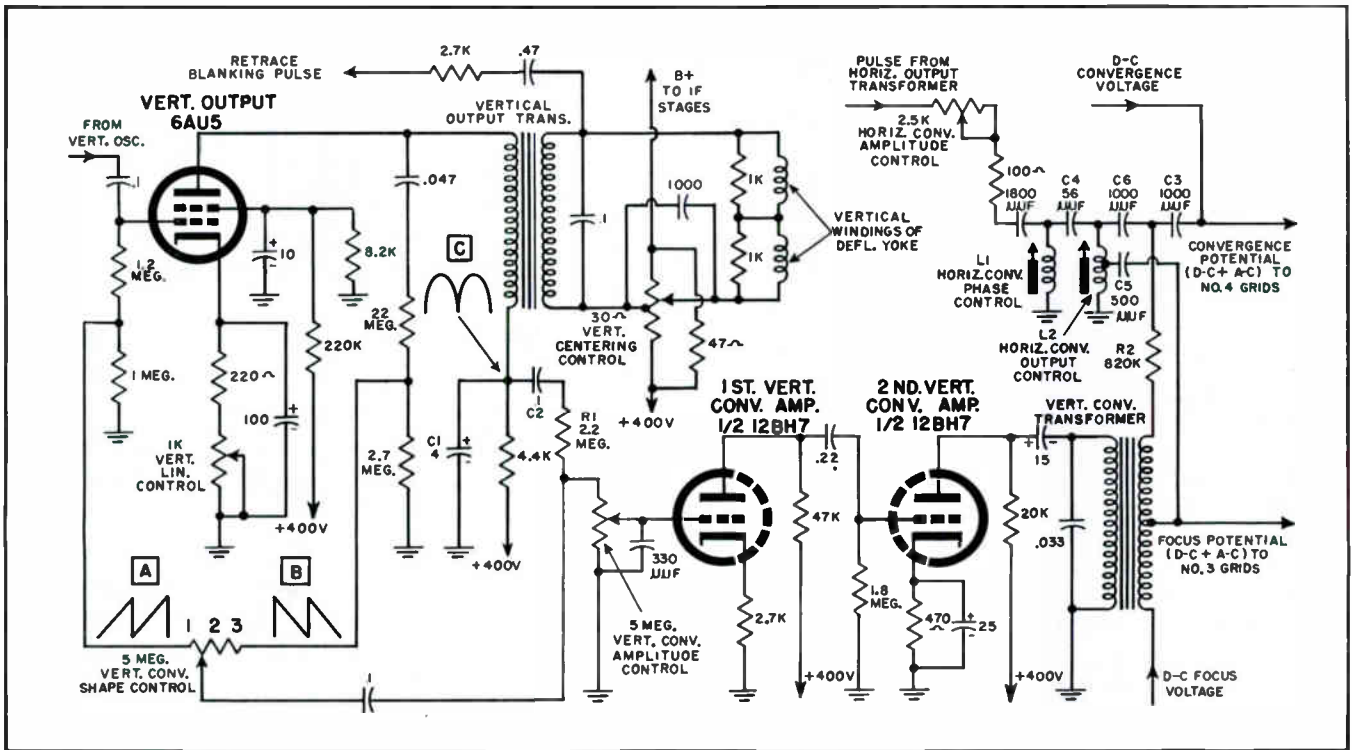 RETRACE
BLANKING PULSE
2.7K
.47
VERT. OUTPUT
6AU5
FROM
VERT. OSC.
.1
1.2
MEG.
1 MEG.
10
8.2K
220K
220Ω
100
1K
VERT.
LIN.
CONTROL
+400V
.047
22
MEG.
2.7
MEG.
C
VERTICAL
OUTPUT TRANS.
.1
1000
B+
TO IF
STAGES
1K
1K
VERTICAL
WINDINGS OF
DEFL. YOKE
30Ω
VERT.
CENTERING
CONTROL
47Ω
+400V
C1
4
4.4K
+400V
.1
C2
R1
2.2
MEG.
A
B
1 2 3
5 MEG.
VERT. CONV.
SHAPE CONTROL
.1
5 MEG.
VERT. CONV.
AMPLITUDE
CONTROL
330
μμF
1 ST. VERT.
CONV. AMP.
1/2 12BH7
2.7K
47K
+400V
.22
1.8
MEG.
2 ND. VERT.
CONV. AMP.
1/2 12BH7
470
Ω
25
20K
+400V
15
+ -
.033
VERT. CONV.
TRANSFORMER
PULSE FROM
HORIZ. OUTPUT
TRANSFORMER
2.5K
HORIZ. CONV.
AMPLITUDE
CONTROL
100Ω
1800
μμF
C4
56
μμF
C6
1000
μμF
C3
1000
μμF
D-C
CONVERGENCE
VOLTAGE
CONVERGENCE
POTENTIAL
(D-C + A-C) TO
NO.4 GRIDS
L1
HORIZ. CONV.
PHASE CONTROL
L2
HORIZ. CONV.
OUTPUT
CONTROL
C5
500
μμF
R2
820K
FOCUS POTENTIAL
(D-C + A-C) TO
NO.3 GRIDS
D-C FOCUS
VOLTAGE